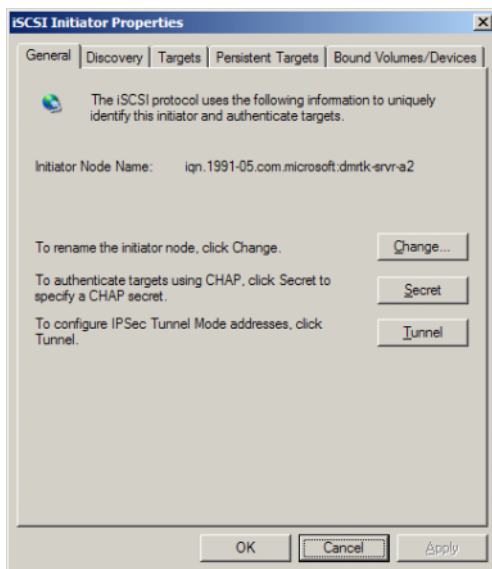 iSCSI Initiator Properties
General Discovery Targets Persistent Targets Bound Volumes/Devices
The iSCSI protocol uses the following information to uniquely
identify this initiator and authenticate targets.
Initiator Node Name: iqn.1991-05.com.microsoft:dmrtk-srvr-a2
To rename the initiator node, click Change. Change...
To authenticate targets using CHAP, click Secret to
specify a CHAP secret.
Secret
To configure IPSec Tunnel Mode addresses, click
Tunnel.
Tunnel
OK Cancel Apply